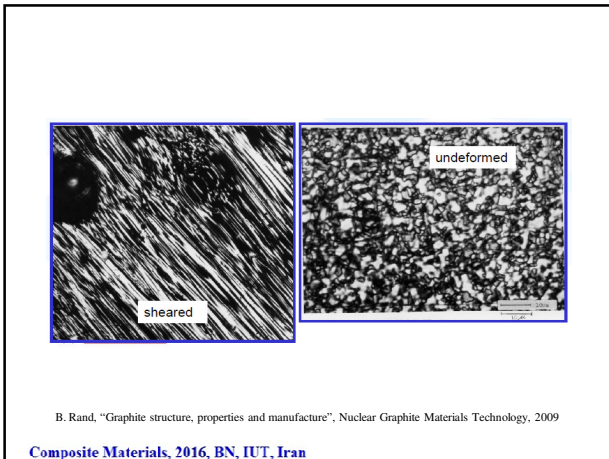 undeformed
sheared
B. Rand, “Graphite structure, properties and manufacture”, Nuclear Graphite Materials Technology, 2009
Composite Materials, 2016, BN, IUT, Iran